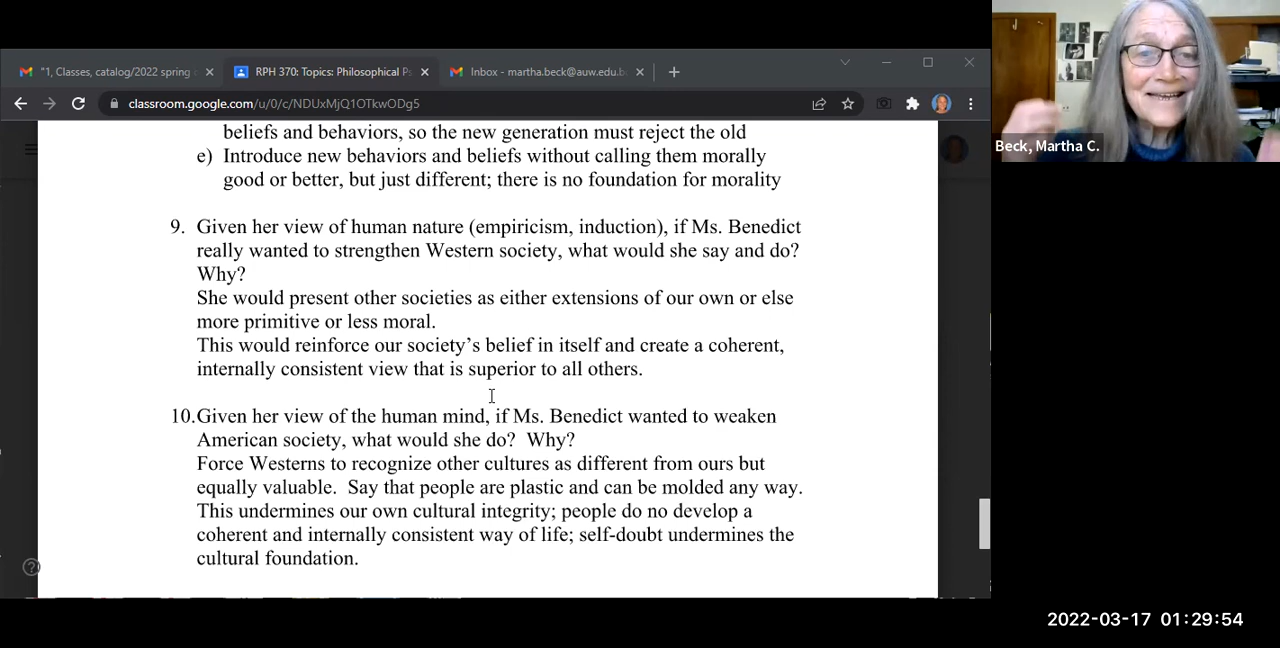 "1, Classes, catalog/2022 spring
RPH 370: Topics: Philosophical Ps
Inbox - martha.beck@auw.edu.b
classroom.google.com/u/0/c/NDUxMjQ1OTkwODg5
Beck, Martha C.
beliefs and behaviors, so the new generation must reject the old
e) Introduce new behaviors and beliefs without calling them morally
good or better, but just different; there is no foundation for morality
9. Given her view of human nature (empiricism, induction), if Ms. Benedict
really wanted to strengthen Western society, what would she say and do?
Why?
She would present other societies as either extensions of our own or else
more primitive or less moral.
This would reinforce our society's belief in itself and create a coherent,
internally consistent view that is superior to all others.
10.Given her view of the human mind, if Ms. Benedict wanted to weaken
American society, what would she do? Why?
Force Westerns to recognize other cultures as different from ours but
equally valuable. Say that people are plastic and can be molded any way.
This undermines our own cultural integrity; people do no develop a
coherent and internally consistent way of life; self-doubt undermines the
cultural foundation.
2022-03-17 01:29:54